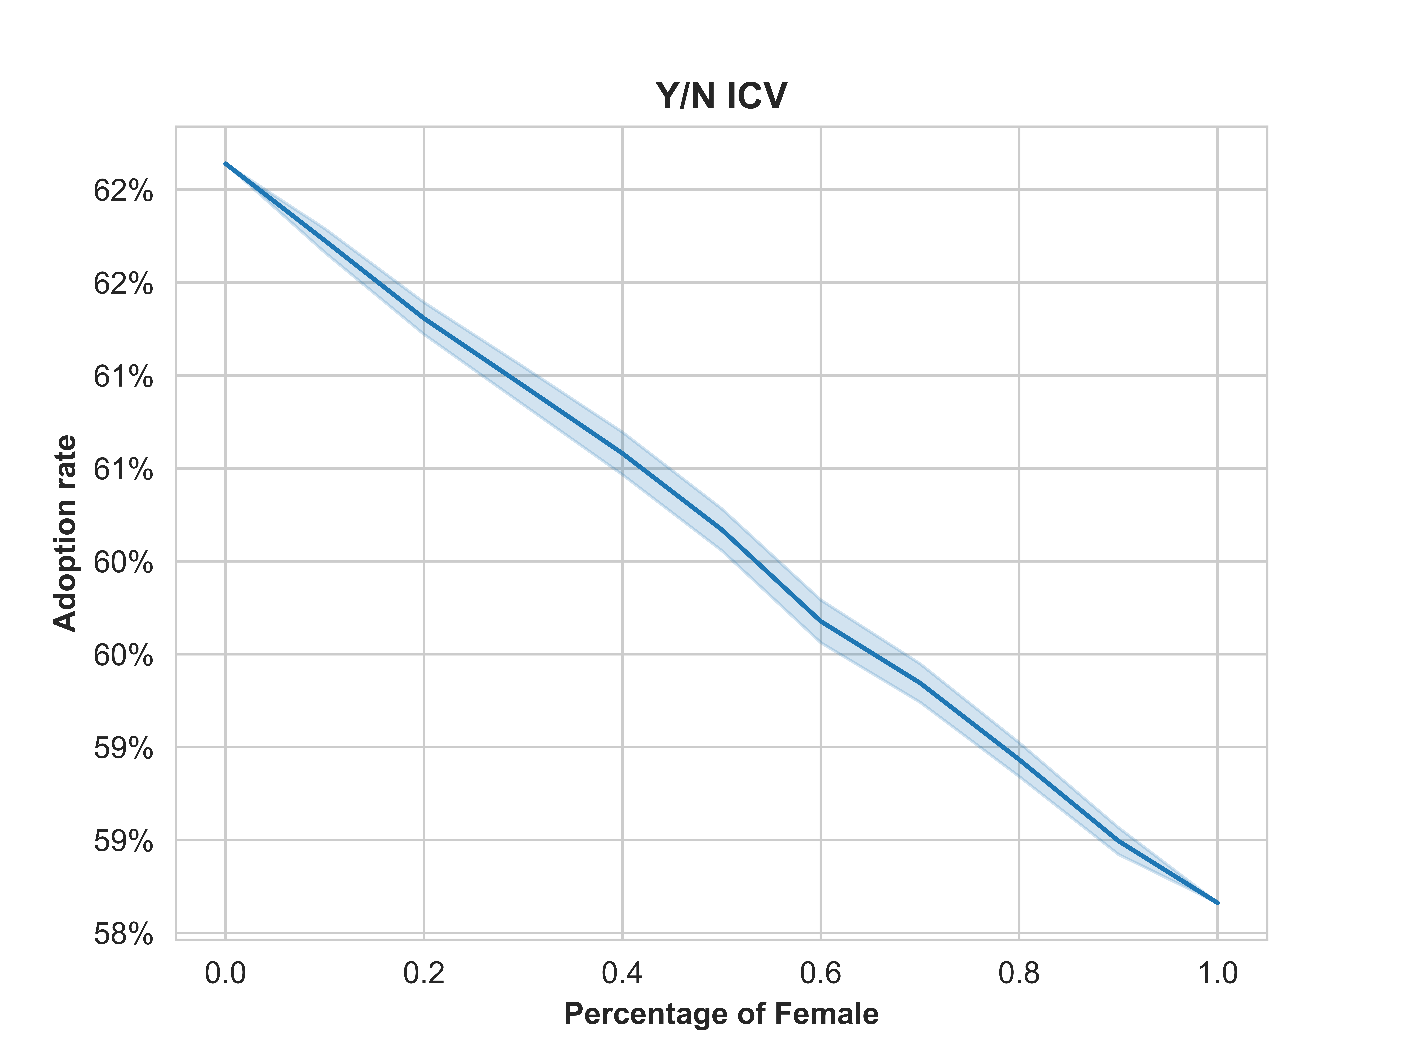 Y/N ICV
62%
62%
61%
61%
60%
60%
59%
59%
58%
Adoption rate
0.0 0.2 0.4 0.6 0.8 1.0
Percentage of Female